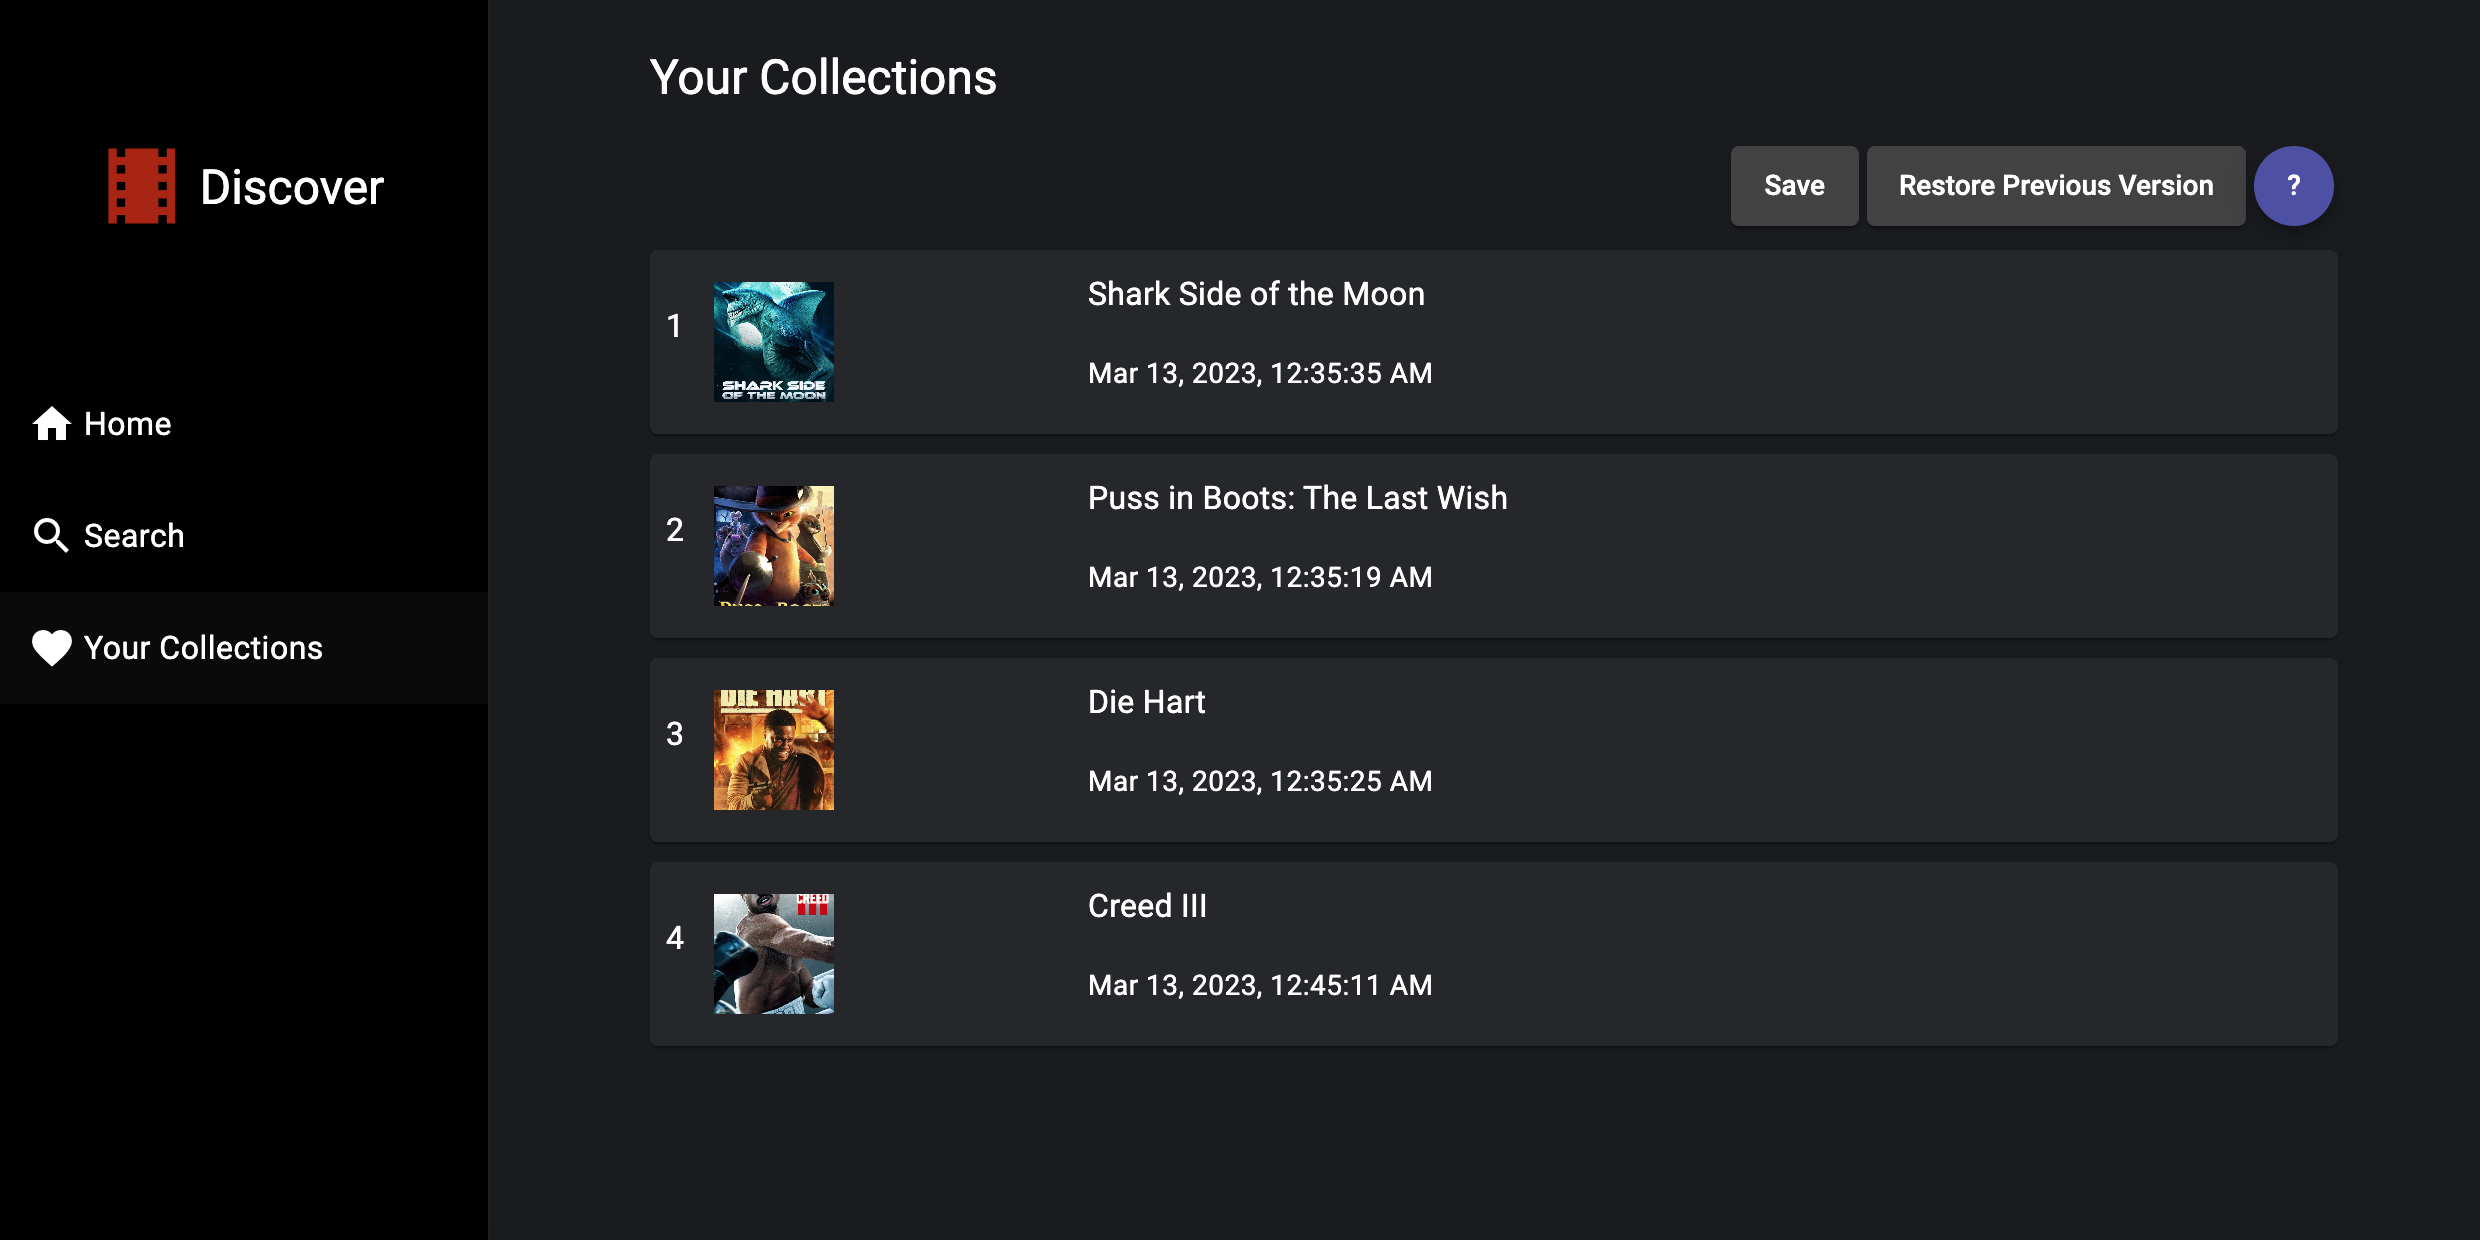 Your Collections
Discover
Save
Restore Previous Version
?
Home
Search
Your Collections
1
SHARK SIDE
OF THE MOON
Shark Side of the Moon
Mar 13, 2023, 12:35:35 AM
2
Puss in Boots: The Last Wish
Mar 13, 2023, 12:35:19 AM
3
DIE HART
Die Hart
Mar 13, 2023, 12:35:25 AM
4
CREED
III
Creed III
Mar 13, 2023, 12:45:11 AM